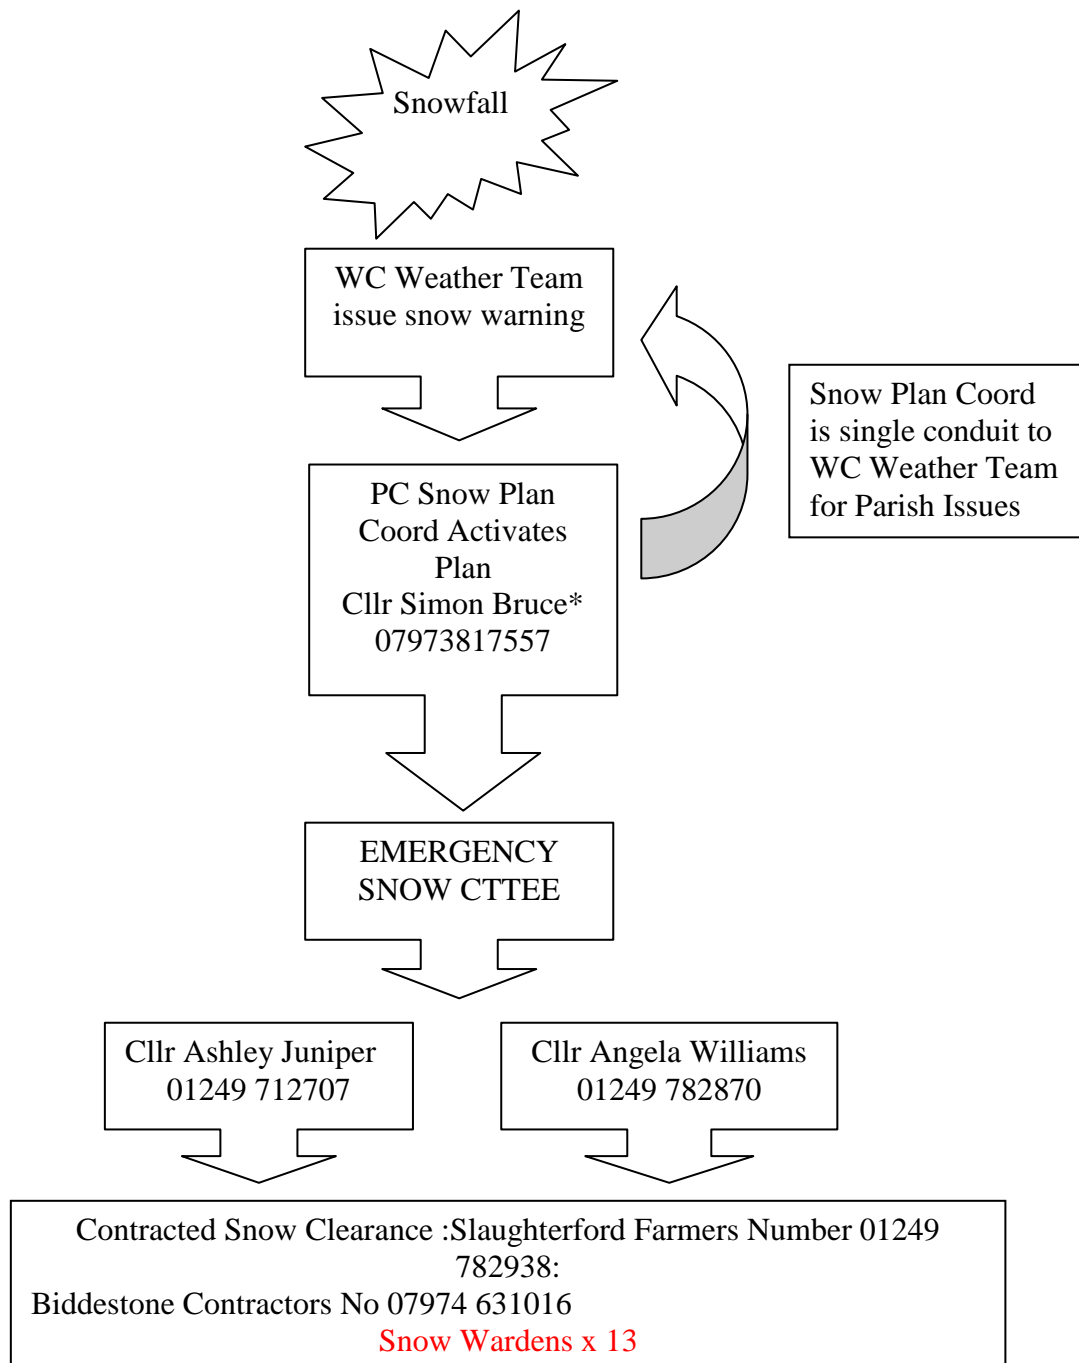 Snowfall
WC Weather Team
issue snow warning
Snow Plan Coord
is single conduit to
WC Weather Team
for Parish Issues
PC Snow Plan
Coord Activates
Plan
Cllr Simon Bruce*
07973817557
EMERGENCY
SNOW CTTEE
Cllr Ashley Juniper
01249 712707
Cllr Angela Williams
01249 782870
Contracted Snow Clearance :Slaughterford Farmers Number 01249
782938:
Biddestone Contractors No 07974 631016
Snow Wardens x 13